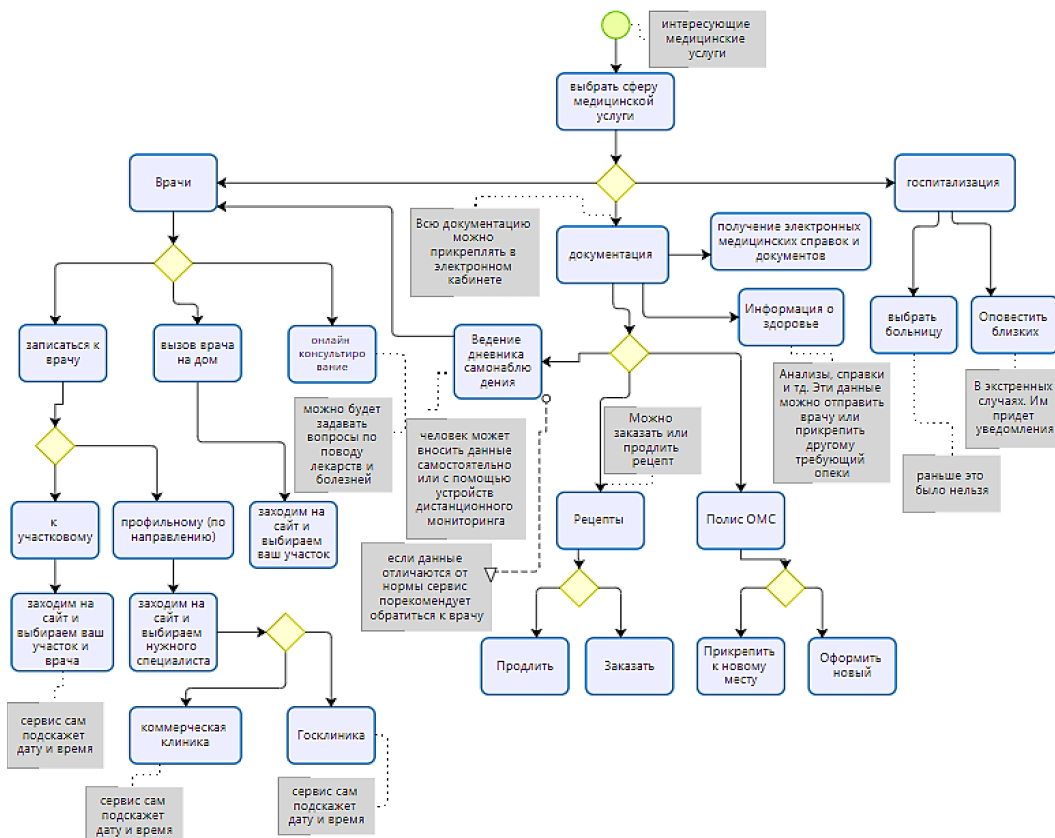 интересующие
медицинские
услуги
выбрать сферу
медицинской
услуги
Врачи
госпитализация
Всю документацию
можно
прикреплять в
электронном
кабинете
документация
получение электронных
медицинских справок и
документов
Информация о
здоровье
выбрать
больницу
Оповестить
близких
записаться к
врачу
вызов врача
на дом
онлайн
консультиро
вание
Ведение
дневника
самонаблю
дения
Анализы, справки
и тд. Эти данные
можно отправить
врачу или
прикрепить
другому
требующий
опеки
В экстренных
случаях. Им
придет
уведомления
можно будет
задавать
вопросы по
поводу
лекарств и
болезней
человек может
вносить данные
самостоятельно
или с помощью
устройств
дистанционного
мониторинга
Можно
заказать или
продлить
рецепт
раньше это
было нельзя
к
участковому
профильному (по
направлению)
заходим на
сайт и
выбираем
ваш участок
Рецепты
Полис ОМС
если данные
отличаются от
нормы сервис
порекомендует
обратиться к врачу
заходим на
сайт и
выбираем ваш
участок и
врача
заходим на
сайт и
выбираем
нужного
специалиста
Продлить
Заказать
Прикрепить
к новому
месту
Оформить
новый
сервис сам
подскажет
дату и время
коммерческая
клиника
Госклиника
сервис сам
подскажет
дату и время
сервис сам
подскажет
дату и время